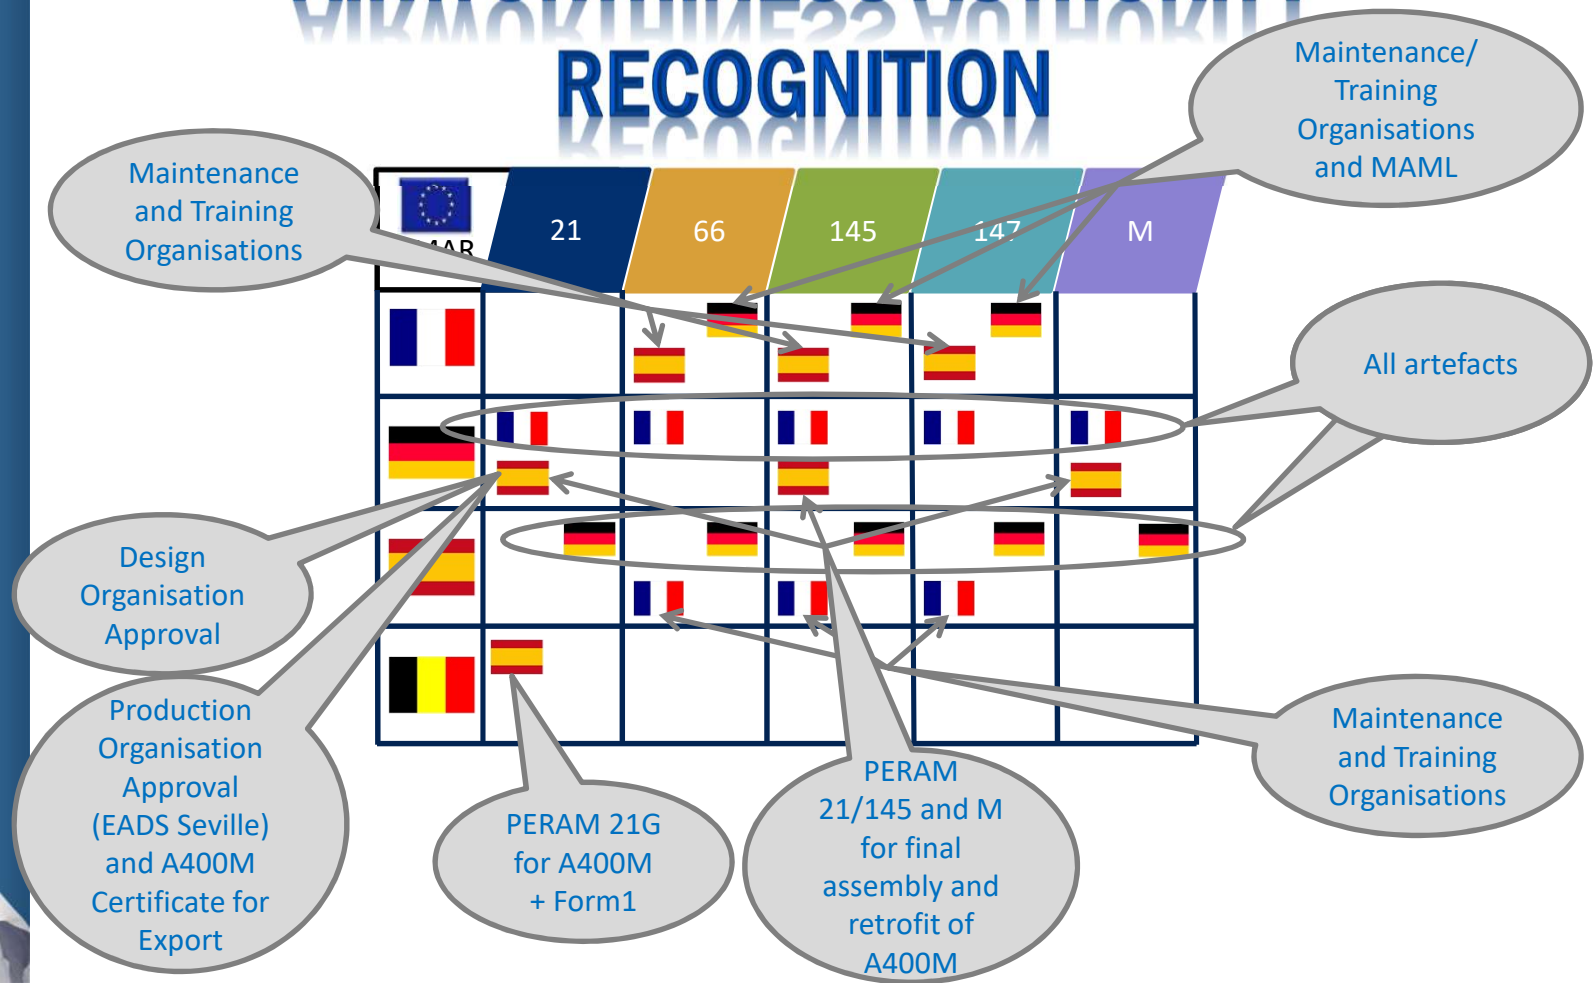 AIRWORTHINESS AUTHORITY
RECOGNITION
Maintenance/
Training
Organisations
and MAML
Maintenance
and Training
Organisations
21
66
145
147
M
All artefacts
Design
Organisation
Approval
Production
Organisation
Approval
(EADS Seville)
and A400M
Certificate for
Export
PERAM 21G
for A400M
+ Form1
PERAM
21/145 and M
for final
assembly and
retrofit of
A400M
Maintenance
and Training
Organisations